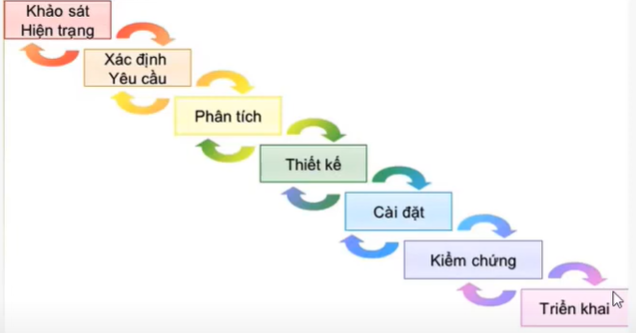 Khảo sát
Hiện trạng
Xác định
Yêu cầu
Phân tích
Thiết kế
Cài đặt
Kiểm chứng
Triển khai